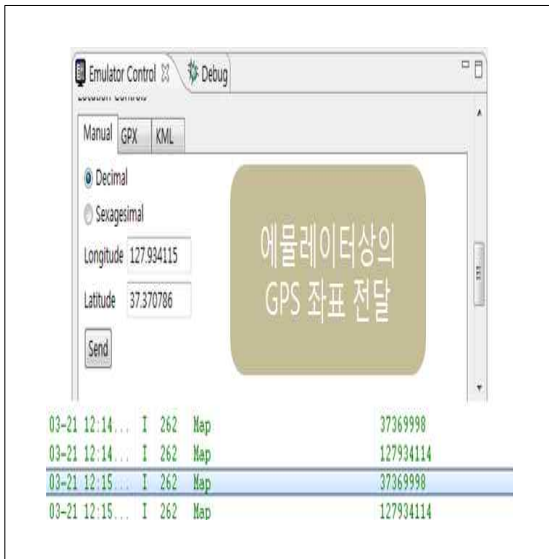 Emulator Control Debug
Location Controls
Manual GPX KML
Decimal
Sexagesimal
Longitude 127.934115
Latitude 37.370786
Send
에뮬레이터상의
GPS 좌표 전달
03-21 12:14... I 262 Map 37369998
03-21 12:14... I 262 Map 127934114
03-21 12:15... I 262 Map 37369998
03-21 12:15... I 262 Map 127934114